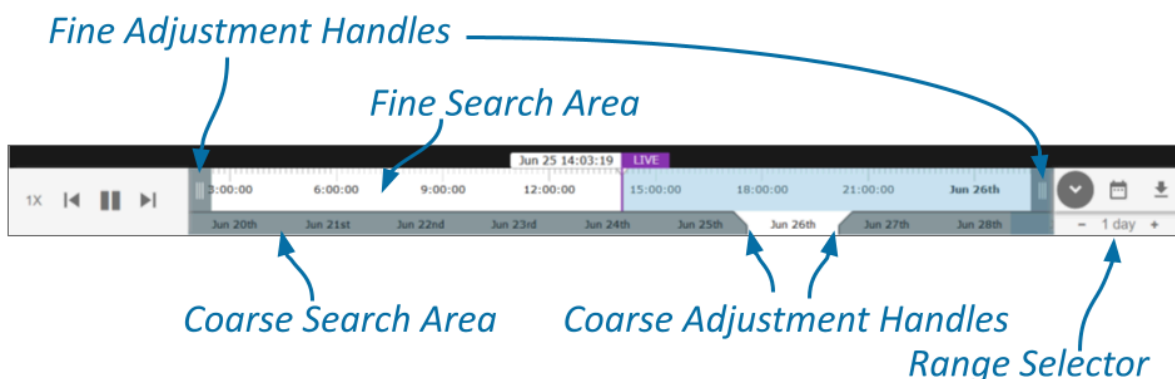 Fine Adjustment Handles
Fine Search Area
Jun 25 14:03:19 LIVE
1X 3:00:00 6:00:00 9:00:00 12:00:00 15:00:00 18:00:00 21:00:00 Jun 26th
Jun 20th Jun 21st Jun 22nd Jun 23rd Jun 24th Jun 25th Jun 26th Jun 27th Jun 28th - 1 day +
Coarse Search Area Coarse Adjustment Handles
Range Selector